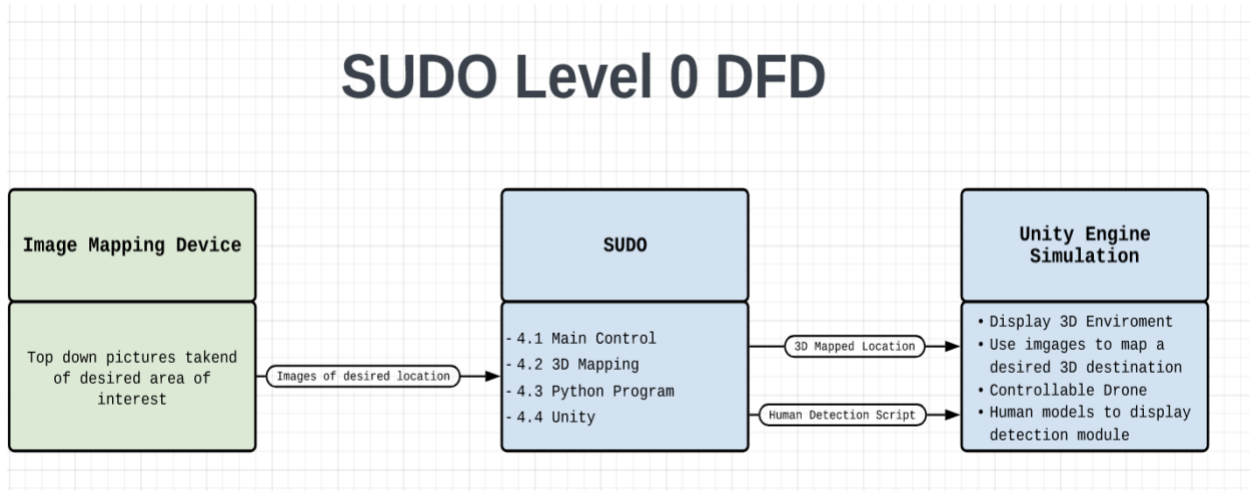 SUDO Level 0 DFD
Image Mapping Device
Top down pictures takend
of desired area of
interest
Images of desired location
SUDO
- 4.1 Main Control
- 4.2 3D Mapping
- 4.3 Python Program
- 4.4 Unity
3D Mapped Location
Human Detection Script
Unity Engine
Simulation
• Display 3D Enviroment
• Use imgages to map a
desired 3D destination
• Controllable Drone
• Human models to display
detection module